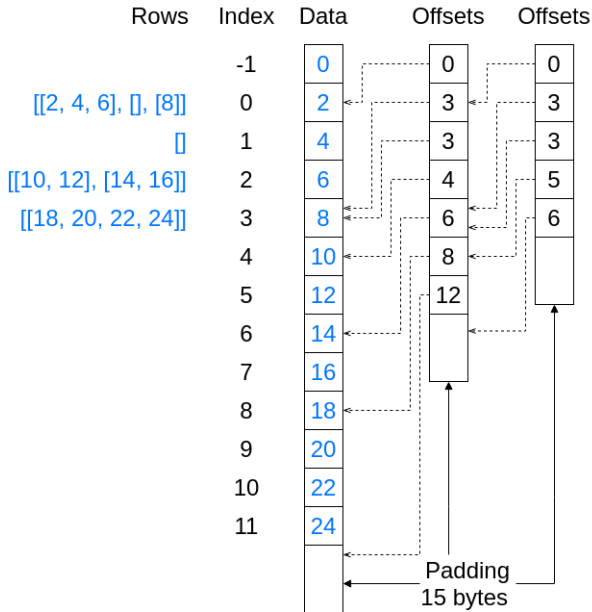 Rows Index Data Offsets Offsets
-1 0 0 0
[[2, 4, 6], [], [8]] 0 2 3 3
[] 1 4 3 3
[[10, 12], [14, 16]] 2 6 4 5
[[18, 20, 22, 24]] 3 8 6 6
4 10 8
5 12 12
6 14
7 16
8 18
9 20
10 22
11 24
Padding
15 bytes